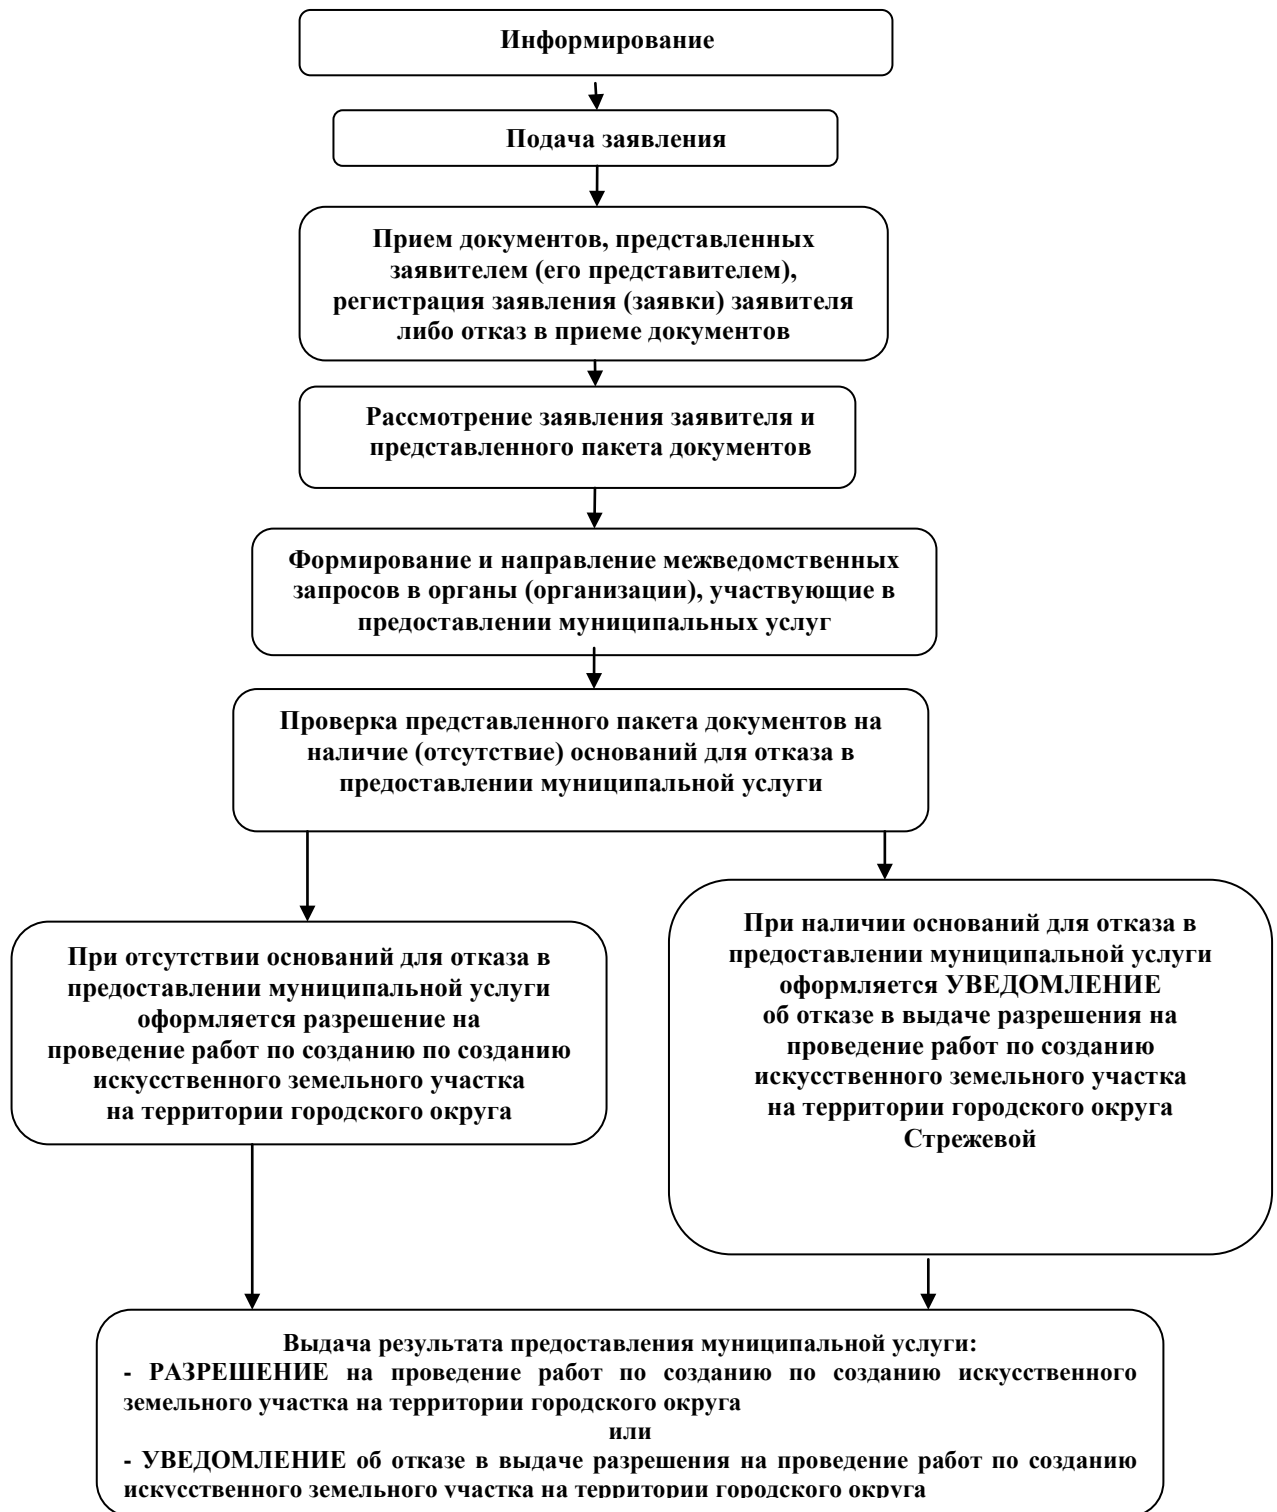 Информирование
Подача заявления
Прием документов, представленных
заявителем (его представителем),
регистрация заявления (заявки) заявителя
либо отказ в приеме документов
Рассмотрение заявления заявителя и
представленного пакета документов
Формирование и направление межведомственных
запросов в органы (организации), участвующие в
предоставлении муниципальных услуг
Проверка представленного пакета документов на
наличие (отсутствие) оснований для отказа в
предоставлении муниципальной услуги
При отсутствии оснований для отказа в
предоставлении муниципальной услуги
оформляется разрешение на
проведение работ по созданию по созданию
искусственного земельного участка
на территории городского округа
При наличии оснований для отказа в
предоставлении муниципальной услуги
оформляется УВЕДОМЛЕНИЕ
об отказе в выдаче разрешения на
проведение работ по созданию
искусственного земельного участка
на территории городского округа
Стрежевой
Выдача результата предоставления муниципальной услуги:
- РАЗРЕШЕНИЕ на проведение работ по созданию по созданию искусственного
земельного участка на территории городского округа
или
- УВЕДОМЛЕНИЕ об отказе в выдаче разрешения на проведение работ по созданию
искусственного земельного участка на территории городского округа